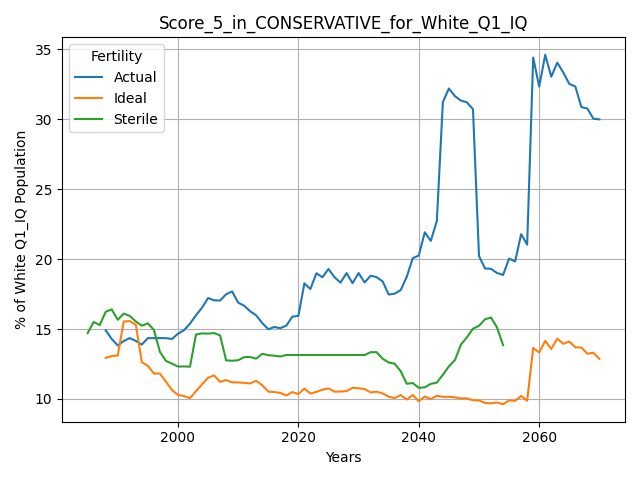 Score_5_in_CONSERVATIVE_for_White_Q1_IQ
% of White Q1_IQ Population
35
30
25
20
15
10
Fertility
Actual
Ideal
Sterile
2000
2020
2040
2060
Years